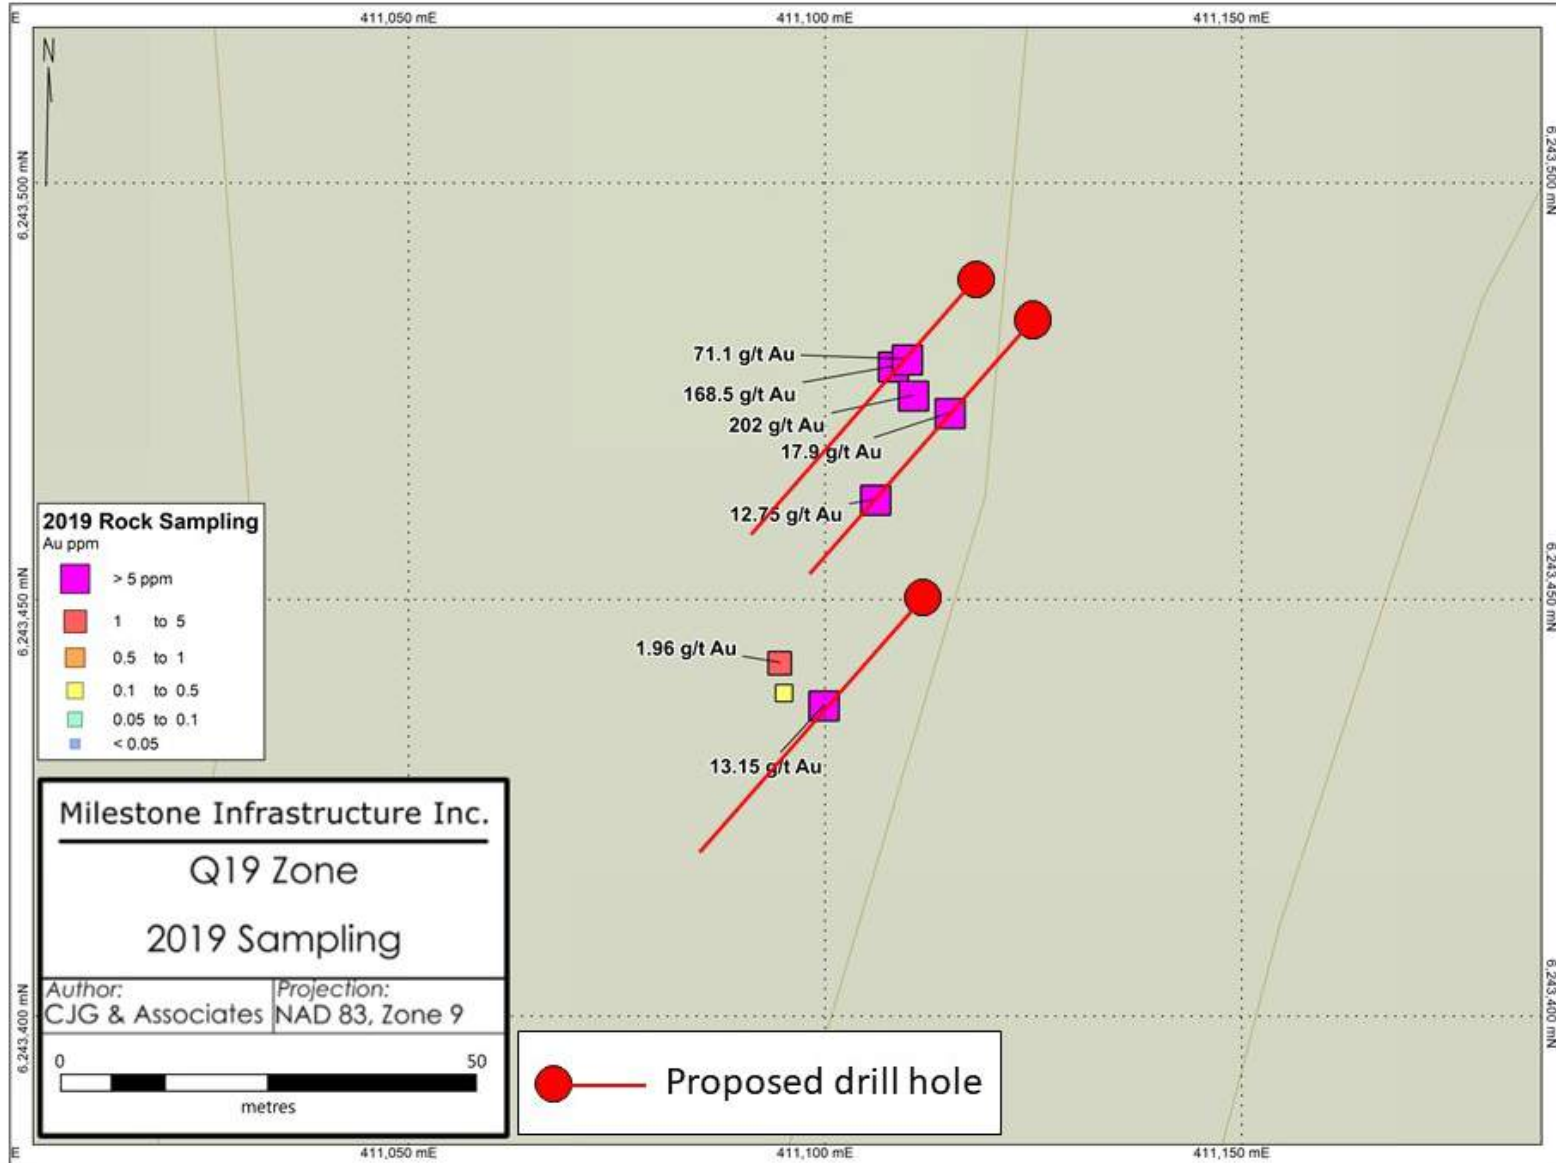 E 411,050 mE 411,100 mE 411,150 mE
N
6,243,500 mN
6,243,500 mN
71.1 g/t Au
168.5 g/t Au
202 g/t Au
17.9 g/t Au
12.75 g/t Au
2019 Rock Sampling
Au ppm
> 5 ppm
1 to 5
0.5 to 1
0.1 to 0.5
0.05 to 0.1
< 0.05
6,243,450 mN
6,243,450 mN
1.96 g/t Au
13.15 g/t Au
Milestone Infrastructure Inc.
Q19 Zone
2019 Sampling
Author:
CJG & Associates
Projection:
NAD 83, Zone 9
0 50
metres
6,243,400 mN
6,243,400 mN
Proposed drill hole
E 411,050 mE 411,100 mE 411,150 mE